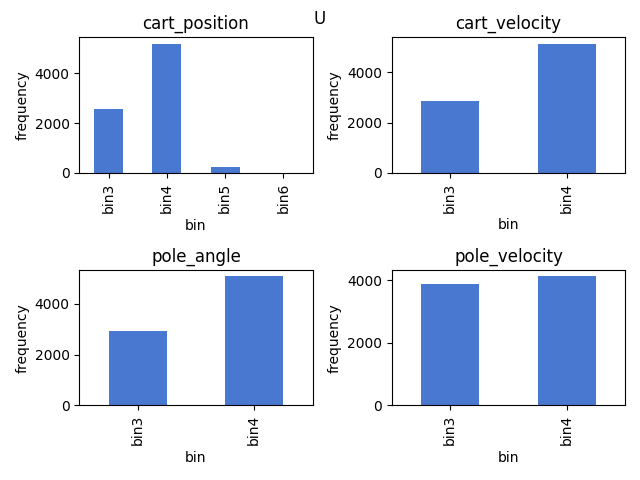 U
cart_position
frequency
4000
2000
0
bin3 bin4 bin5 bin6
bin
cart_velocity
frequency
4000
2000
0
bin3 bin4
bin
pole_angle
frequency
4000
2000
0
bin3 bin4
bin
pole_velocity
frequency
4000
2000
0
bin3 bin4
bin